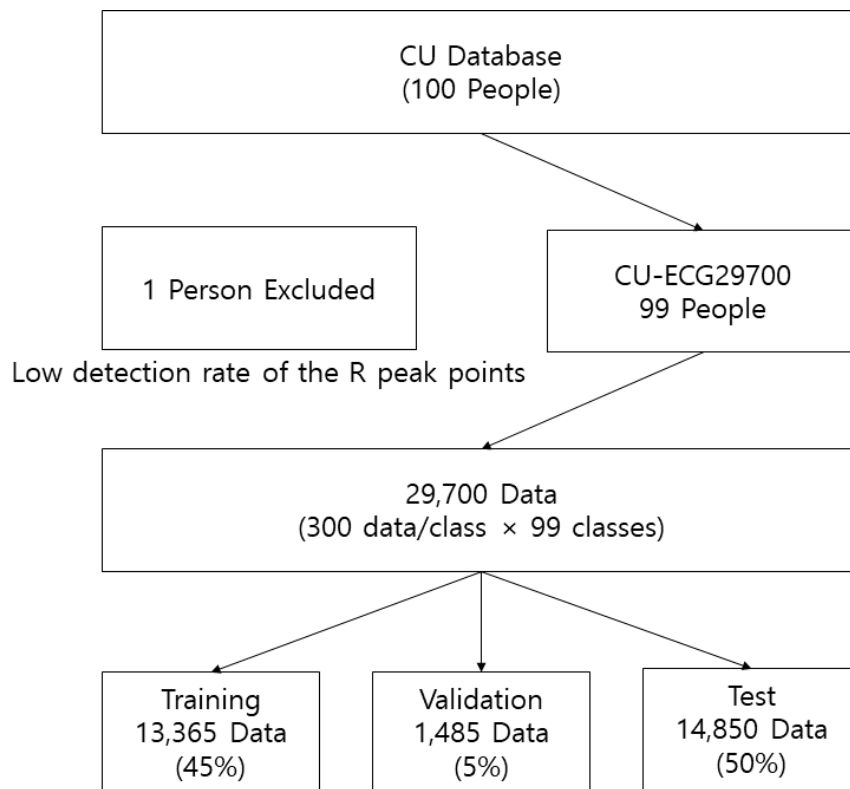 CU Database
(100 People)
1 Person Excluded
CU-ECG29700
99 People
Low detection rate of the R peak points
29,700 Data
(300 data/class × 99 classes)
Training
13,365 Data
(45%)
Validation
1,485 Data
(5%)
Test
14,850 Data
(50%)